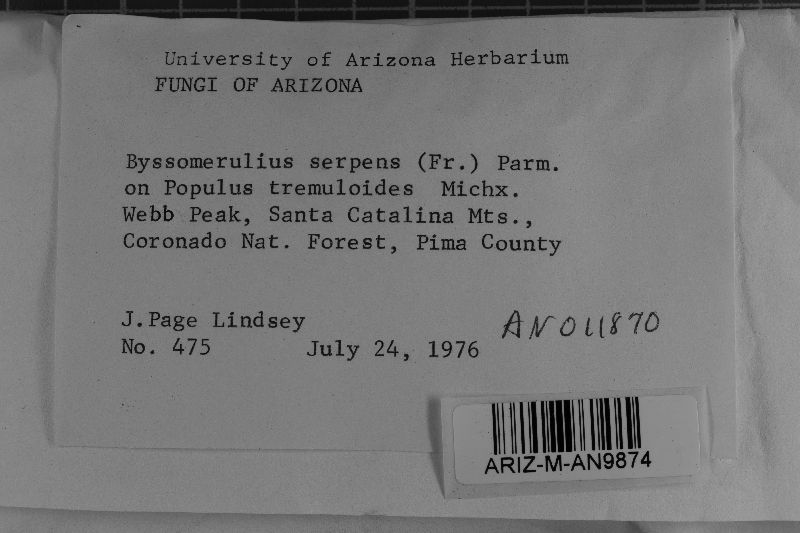 University of Arizona Herbarium
FUNGI OF ARIZONA
Byssomerulius serpens (Fr.) Parm.
on Populus tremuloides Michx.
Webb Peak, Santa Catalina Mts.,
Coronado Nat. Forest, Pima County
J.Page Lindsey
No. 475 July 24, 1976
AN011870
ARIZ-M-AN9874